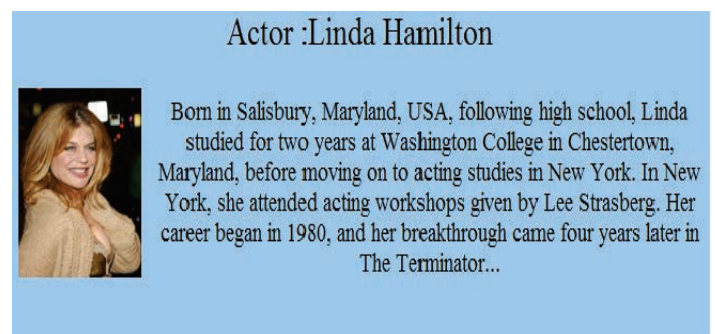 Actor :Linda Hamilton
Born in Salisbury, Maryland, USA, following high school, Linda
studied for two years at Washington College in Chestertown,
Maryland, before moving on to acting studies in New York. In New
York, she attended acting workshops given by Lee Strasberg. Her
career began in 1980, and her breakthrough came four years later in
The Terminator...